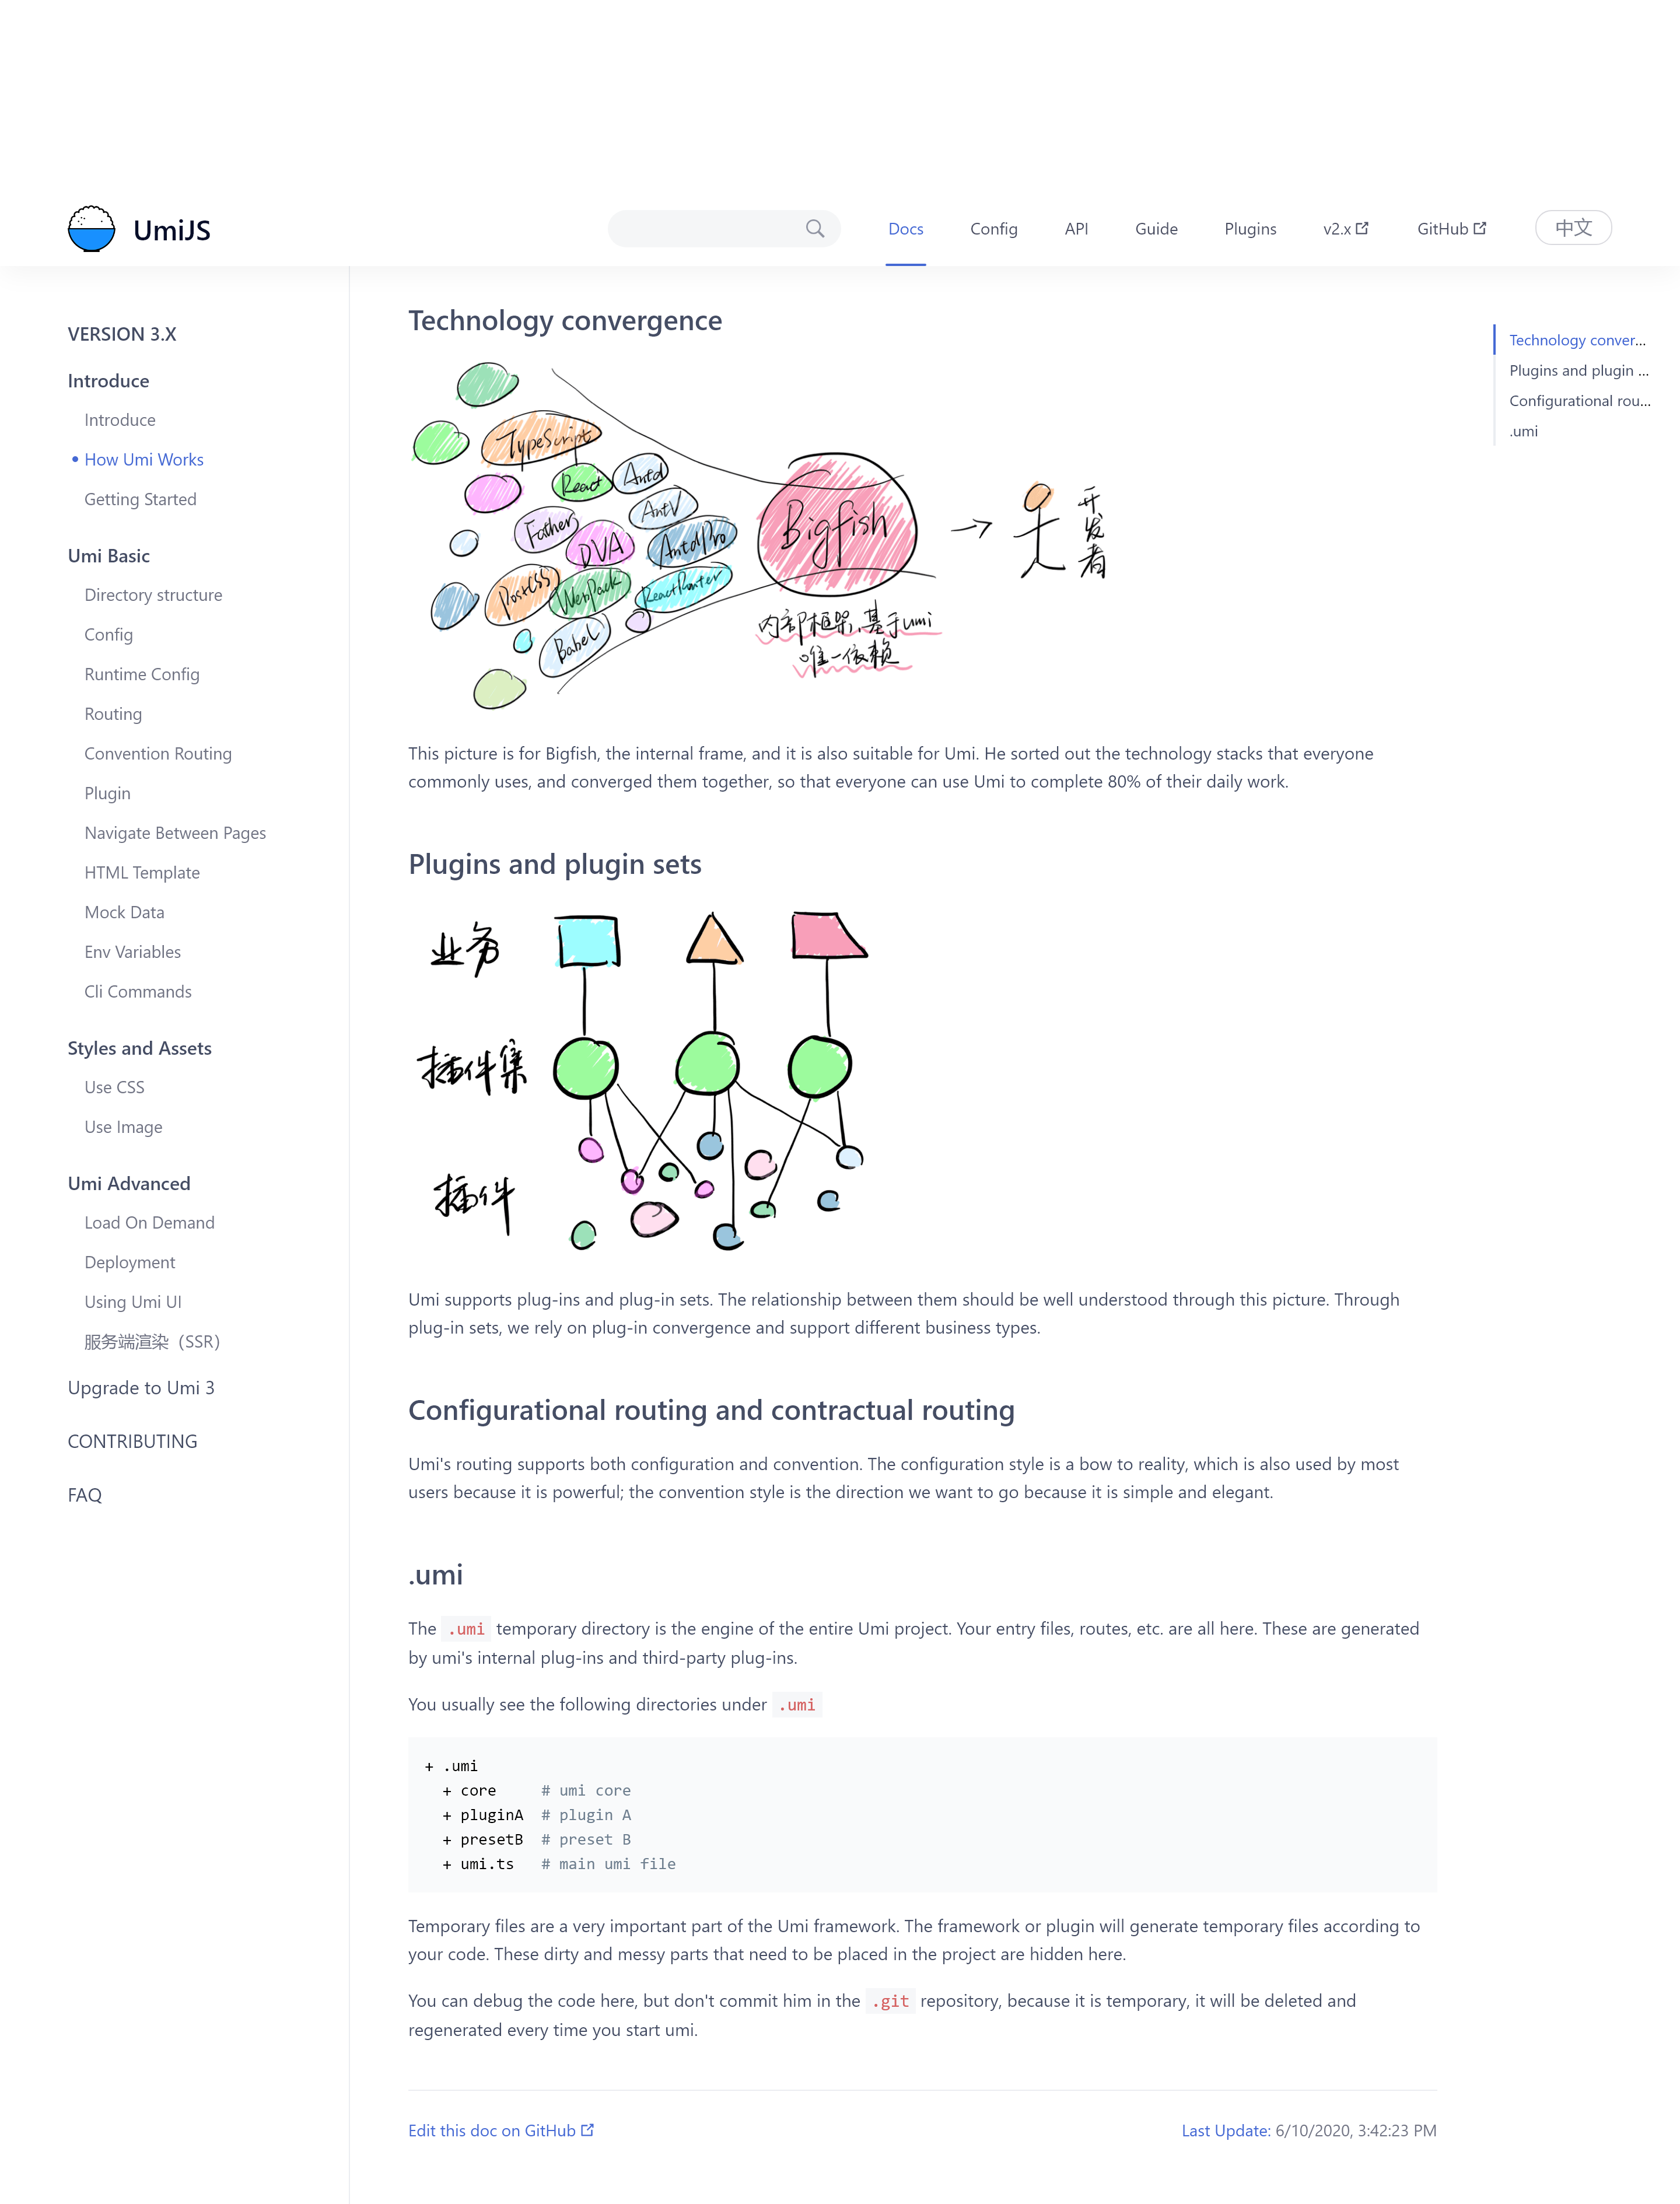 UmiJS
Docs
Config
API
Guide
Plugins
v2.x
GitHub
中文
VERSION 3.X
Introduce
Introduce
How Umi Works
Getting Started
Umi Basic
Directory structure
Config
Runtime Config
Routing
Convention Routing
Plugin
Navigate Between Pages
HTML Template
Mock Data
Env Variables
Cli Commands
Styles and Assets
Use CSS
Use Image
Umi Advanced
Load On Demand
Deployment
Using Umi UI
服务端渲染（SSR）
Upgrade to Umi 3
CONTRIBUTING
FAQ
Technology convergence
TypeScript
React
Antd
AntV
Father
DVA
AntdPro
PostCSS
WebPack
ReactRouter
Babel
Bigfish
开发者
内部框架,基于umi
唯一依赖
This picture is for Bigfish, the internal frame, and it is also suitable for Umi. He sorted out the technology stacks that everyone
commonly uses, and converged them together, so that everyone can use Umi to complete 80% of their daily work.
Plugins and plugin sets
业务
插件集
插件
Umi supports plug-ins and plug-in sets. The relationship between them should be well understood through this picture. Through
plug-in sets, we rely on plug-in convergence and support different business types.
Configurational routing and contractual routing
Umi's routing supports both configuration and convention. The configuration style is a bow to reality, which is also used by most
users because it is powerful; the convention style is the direction we want to go because it is simple and elegant.
.umi
The .umi temporary directory is the engine of the entire Umi project. Your entry files, routes, etc. are all here. These are generated
by umi's internal plug-ins and third-party plug-ins.
You usually see the following directories under .umi
+ .umi
  + core     # umi core
  + pluginA  # plugin A
  + presetB  # preset B
  + umi.ts   # main umi file
Temporary files are a very important part of the Umi framework. The framework or plugin will generate temporary files according to
your code. These dirty and messy parts that need to be placed in the project are hidden here.
You can debug the code here, but don't commit him in the .git repository, because it is temporary, it will be deleted and
regenerated every time you start umi.
Edit this doc on GitHub
Last Update: 6/10/2020, 3:42:23 PM
Technology conver...
Plugins and plugin ...
Configurational rou...
.umi